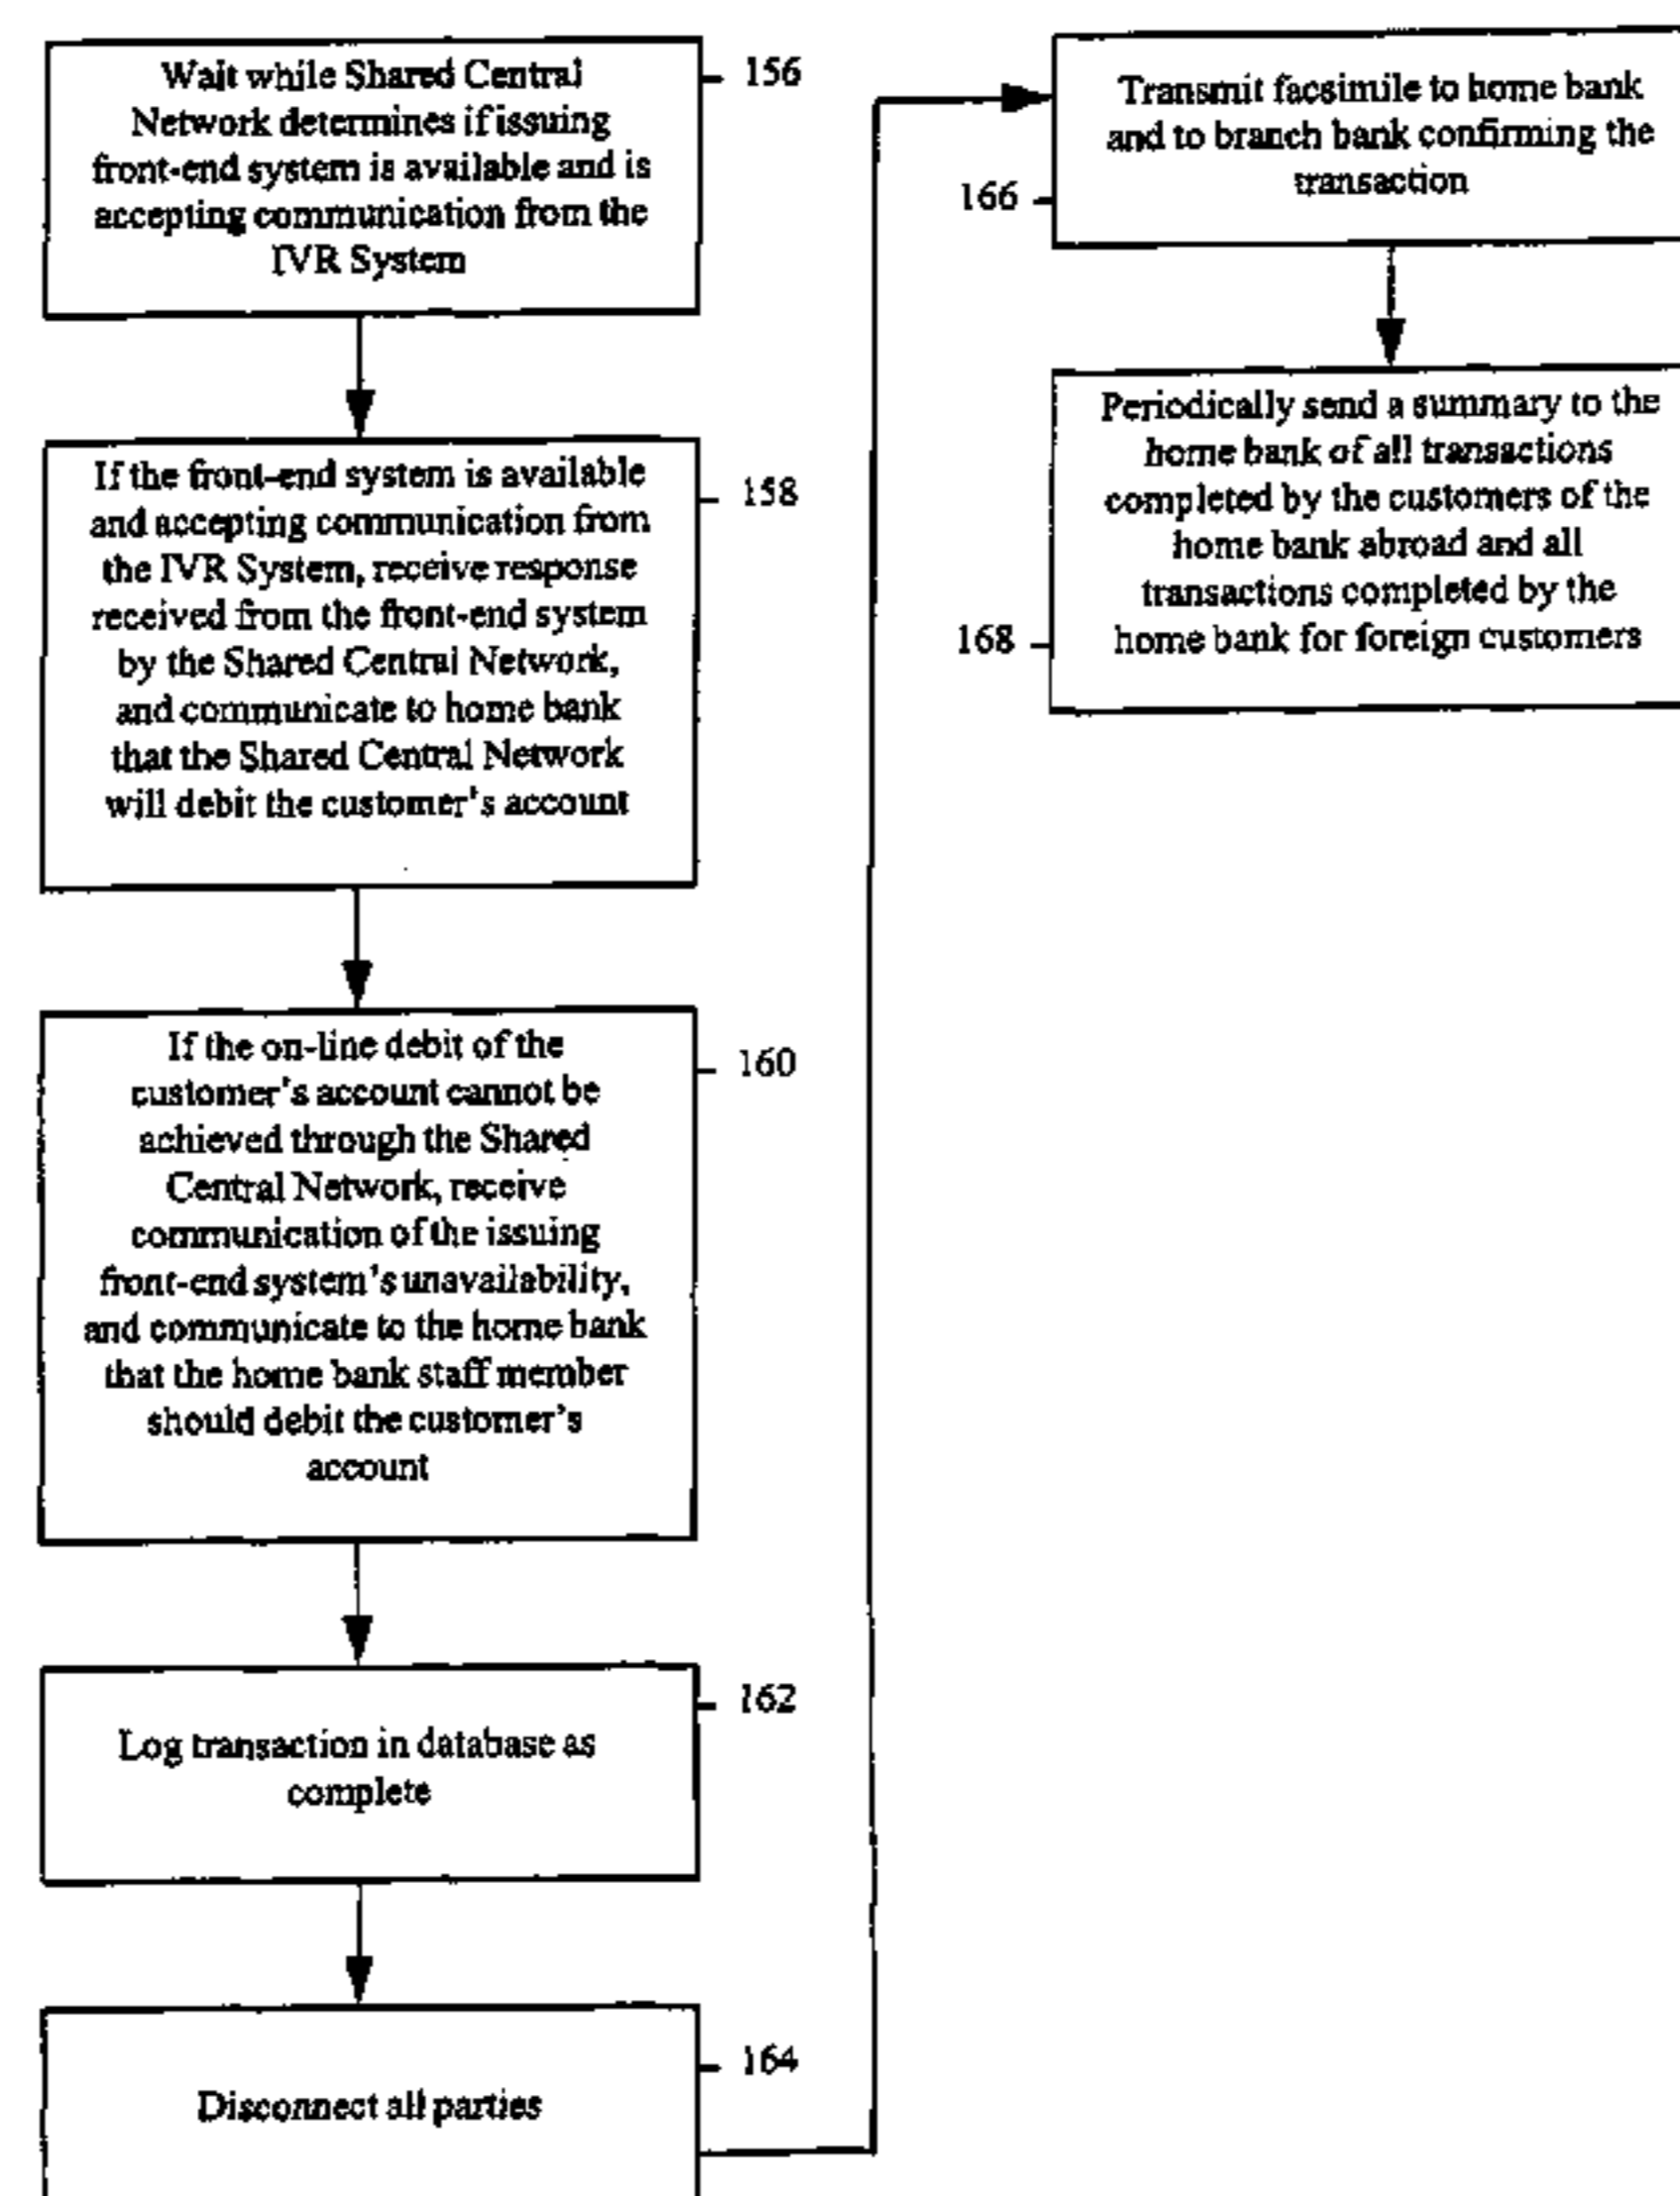 Wait while Shared Central
Network determines if issuing
front-end system is available and is
accepting communication from the
IVR System
156
If the front-end system is available
and accepting communication from
the IVR System, receive response
received from the front-end system
by the Shared Central Network,
and communicate to home bank
that the Shared Central Network
will debit the customer's account
158
If the on-line debit of the
customer's account cannot be
achieved through the Shared
Central Network, receive
communication of the issuing
front-end system's unavailability,
and communicate to the home bank
that the home bank staff member
should debit the customer's
account
160
Log transaction in database as
complete
162
Disconnect all parties
164
Transmit facsimile to home bank
and to branch bank confirming the
transaction
166
Periodically send a summary to the
home bank of all transactions
completed by the customers of the
home bank abroad and all
transactions completed by the
home bank for foreign customers
168